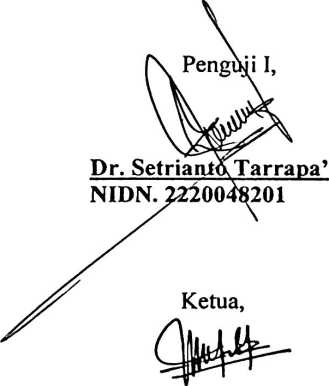 Penguji I,
Dr. Setrianto Tarrapa'
NIDN. 2220048201
Ketua,